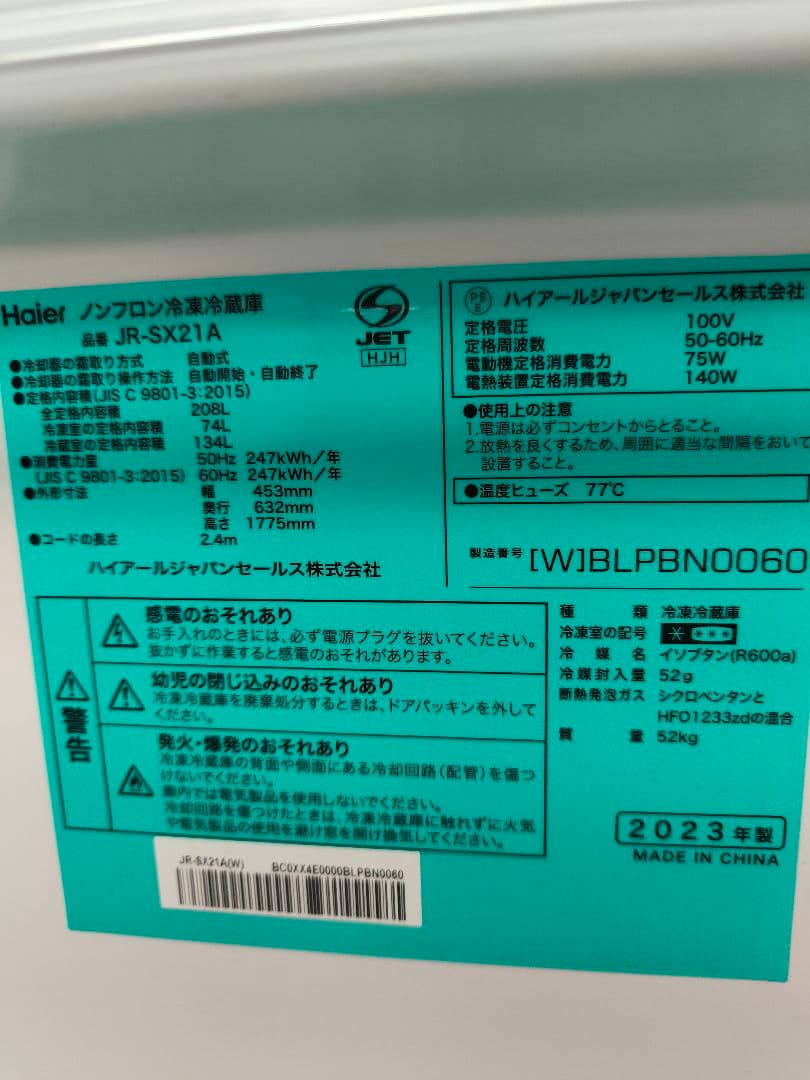 Haier ノンフロン冷凍冷蔵庫
品番 JR-SX21A
JET
HJH
●冷却器の霜取り方式 自動式
●冷却器の霜取り操作方法 自動開始・自動終了
●定格内容積(JIS C 9801-3:2015)
全定格内容積 208L
冷凍室の定格内容積 74L
冷蔵室の定格内容積 134L
●消費電力量 50Hz 247kWh/年
(JIS C 9801-3:2015) 60Hz 247kWh/年
●外形寸法 幅 453mm
奥行 632mm
高さ 1775mm
●コードの長さ 2.4m
ハイアールジャパンセールス株式会社
PS E ハイアールジャパンセールス株式会社
定格電圧 100V
定格周波数 50-60Hz
電動機定格消費電力 75W
電熱装置定格消費電力 140W
●使用上の注意
1.電源は必ずコンセントからとること。
2.放熱を良くするため、周囲に適当な間隔をおいて
設置すること。
●温度ヒューズ 77℃
製造番号 [W]BLPBN0060
警告
感電のおそれあり
お手入れのときには、必ず電源プラグを抜いてください。
抜かずに作業すると感電のおそれがあります。
幼児の閉じ込みのおそれあり
冷凍冷蔵庫を廃棄処分するときは、ドアパッキンを外して
ください。
発火・爆発のおそれあり
冷凍冷蔵庫の背面や側面にある冷却回路(配管)を傷つ
けないでください。
庫内では電気製品を使用しないでください。
冷却回路を傷つけたときは、冷凍冷蔵庫に触れずに火気
や電気製品の使用を避け窓を開け換気してください。
種類 冷凍冷蔵庫
冷凍室の記号 * ***
冷媒名 イソブタン(R600a)
冷媒封入量 52g
断熱発泡ガス シクロペンタンと
HFO1233zdの混合
質量 52kg
2023年製
MADE IN CHINA
JR-SX21A(W) BC0XX4E0000BLPBN0060